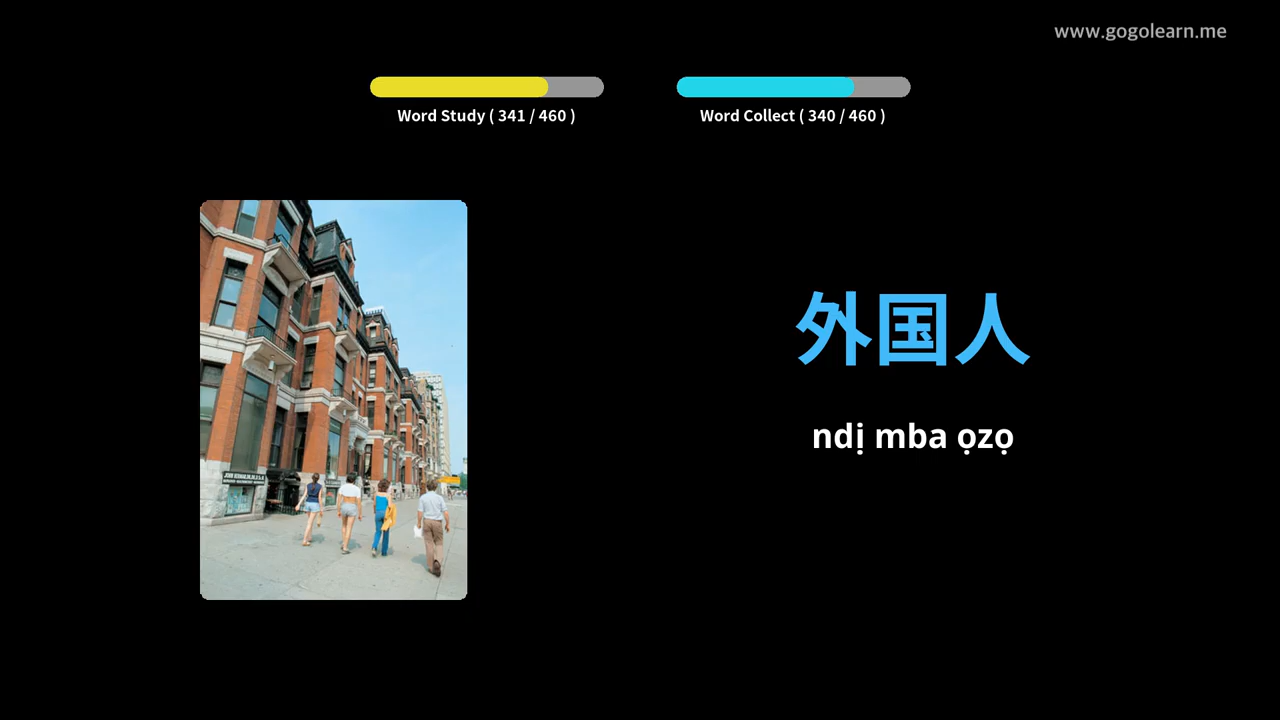 www.gogolearn.me
Word Study ( 341 / 460 )
Word Collect ( 340 / 460 )
外国人
ndị mba ọzọ